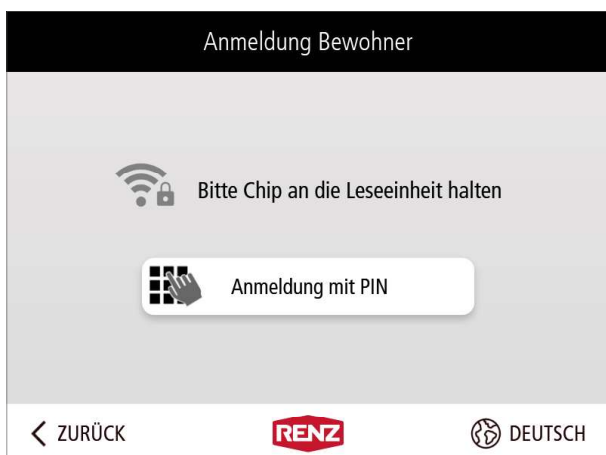 Anmeldung Bewohner
Bitte Chip an die Leseeinheit halten
Anmeldung mit PIN
ZURÜCK
RENZ
DEUTSCH